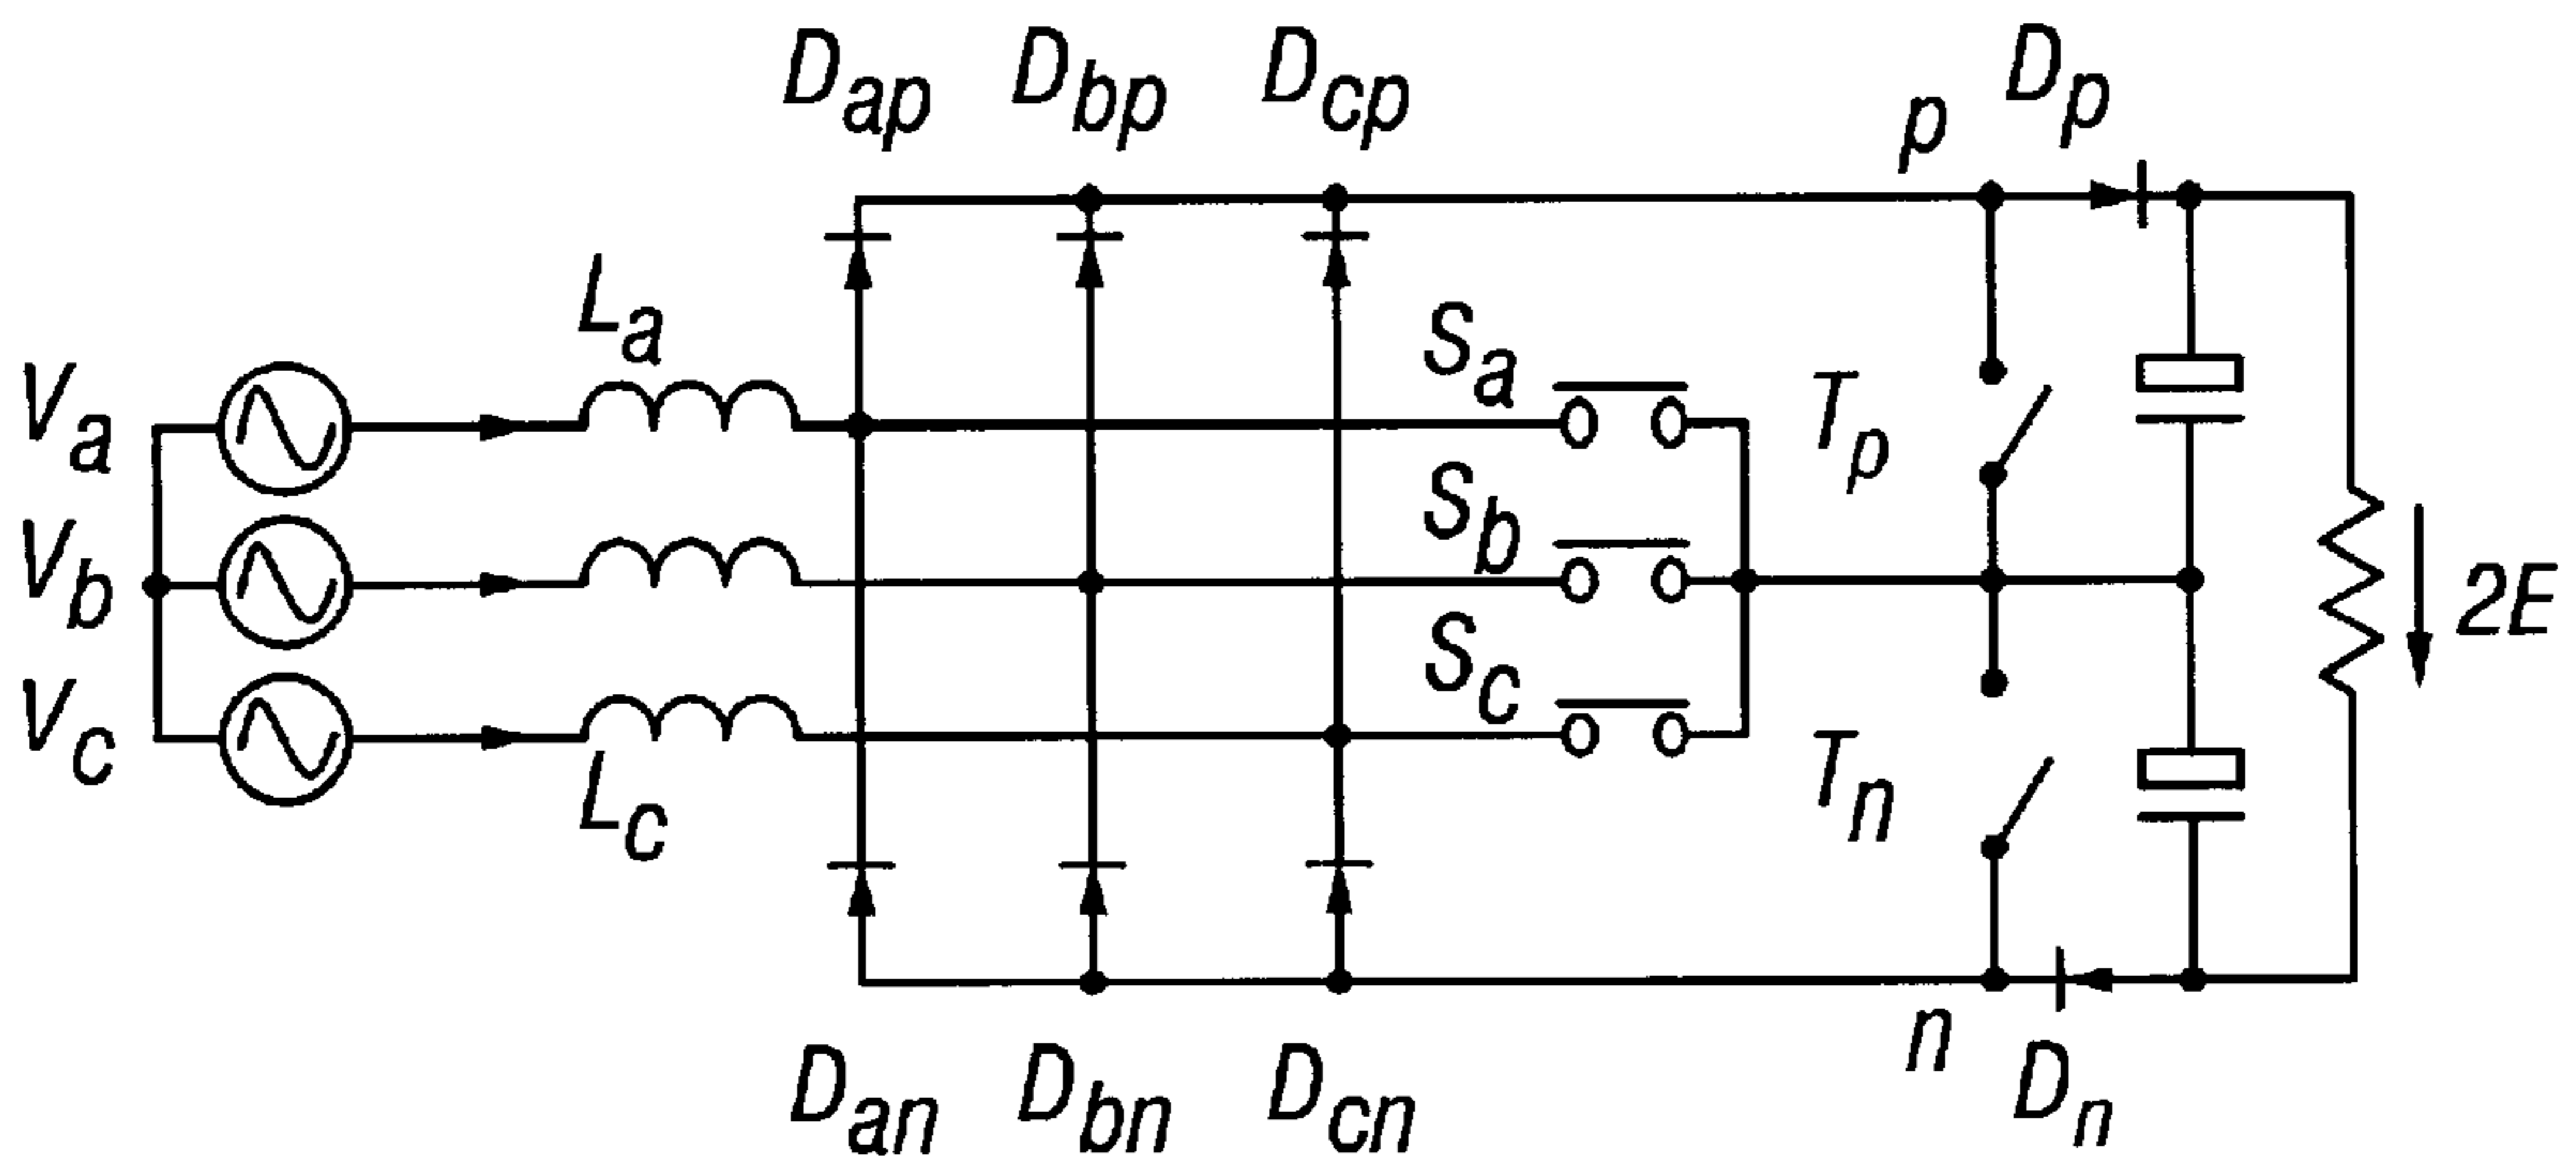 Dap Dbp Dcp p Dp
La
Va
Sa
Tp
Vb
Sb
2E
Vc
Sc
Lc
Tn
n
Dan Dbn Dcn Dn